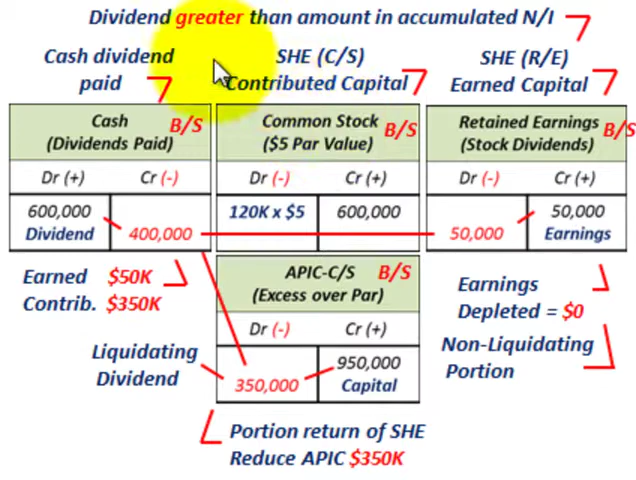 Dividend greater than amount in accumulated N/I
Cash dividend
paid
SHE (C/S)
Contributed Capital
SHE (R/E)
Earned Capital
Cash B/S
(Dividends Paid)
Dr (+) Cr (-)
600,000
Dividend
400,000
Common Stock B/S
($5 Par Value)
Dr (-) Cr (+)
120K x $5 600,000
Retained Earnings B/S
(Stock Dividends)
Dr (-) Cr (+)
50,000
50,000
Earnings
Earned $50K
Contrib. $350K
APIC-C/S B/S
(Excess over Par)
Dr (-) Cr (+)
950,000
350,000 Capital
Earnings
Depleted = $0
Non-Liquidating
Portion
Liquidating
Dividend
Portion return of SHE
Reduce APIC $350K